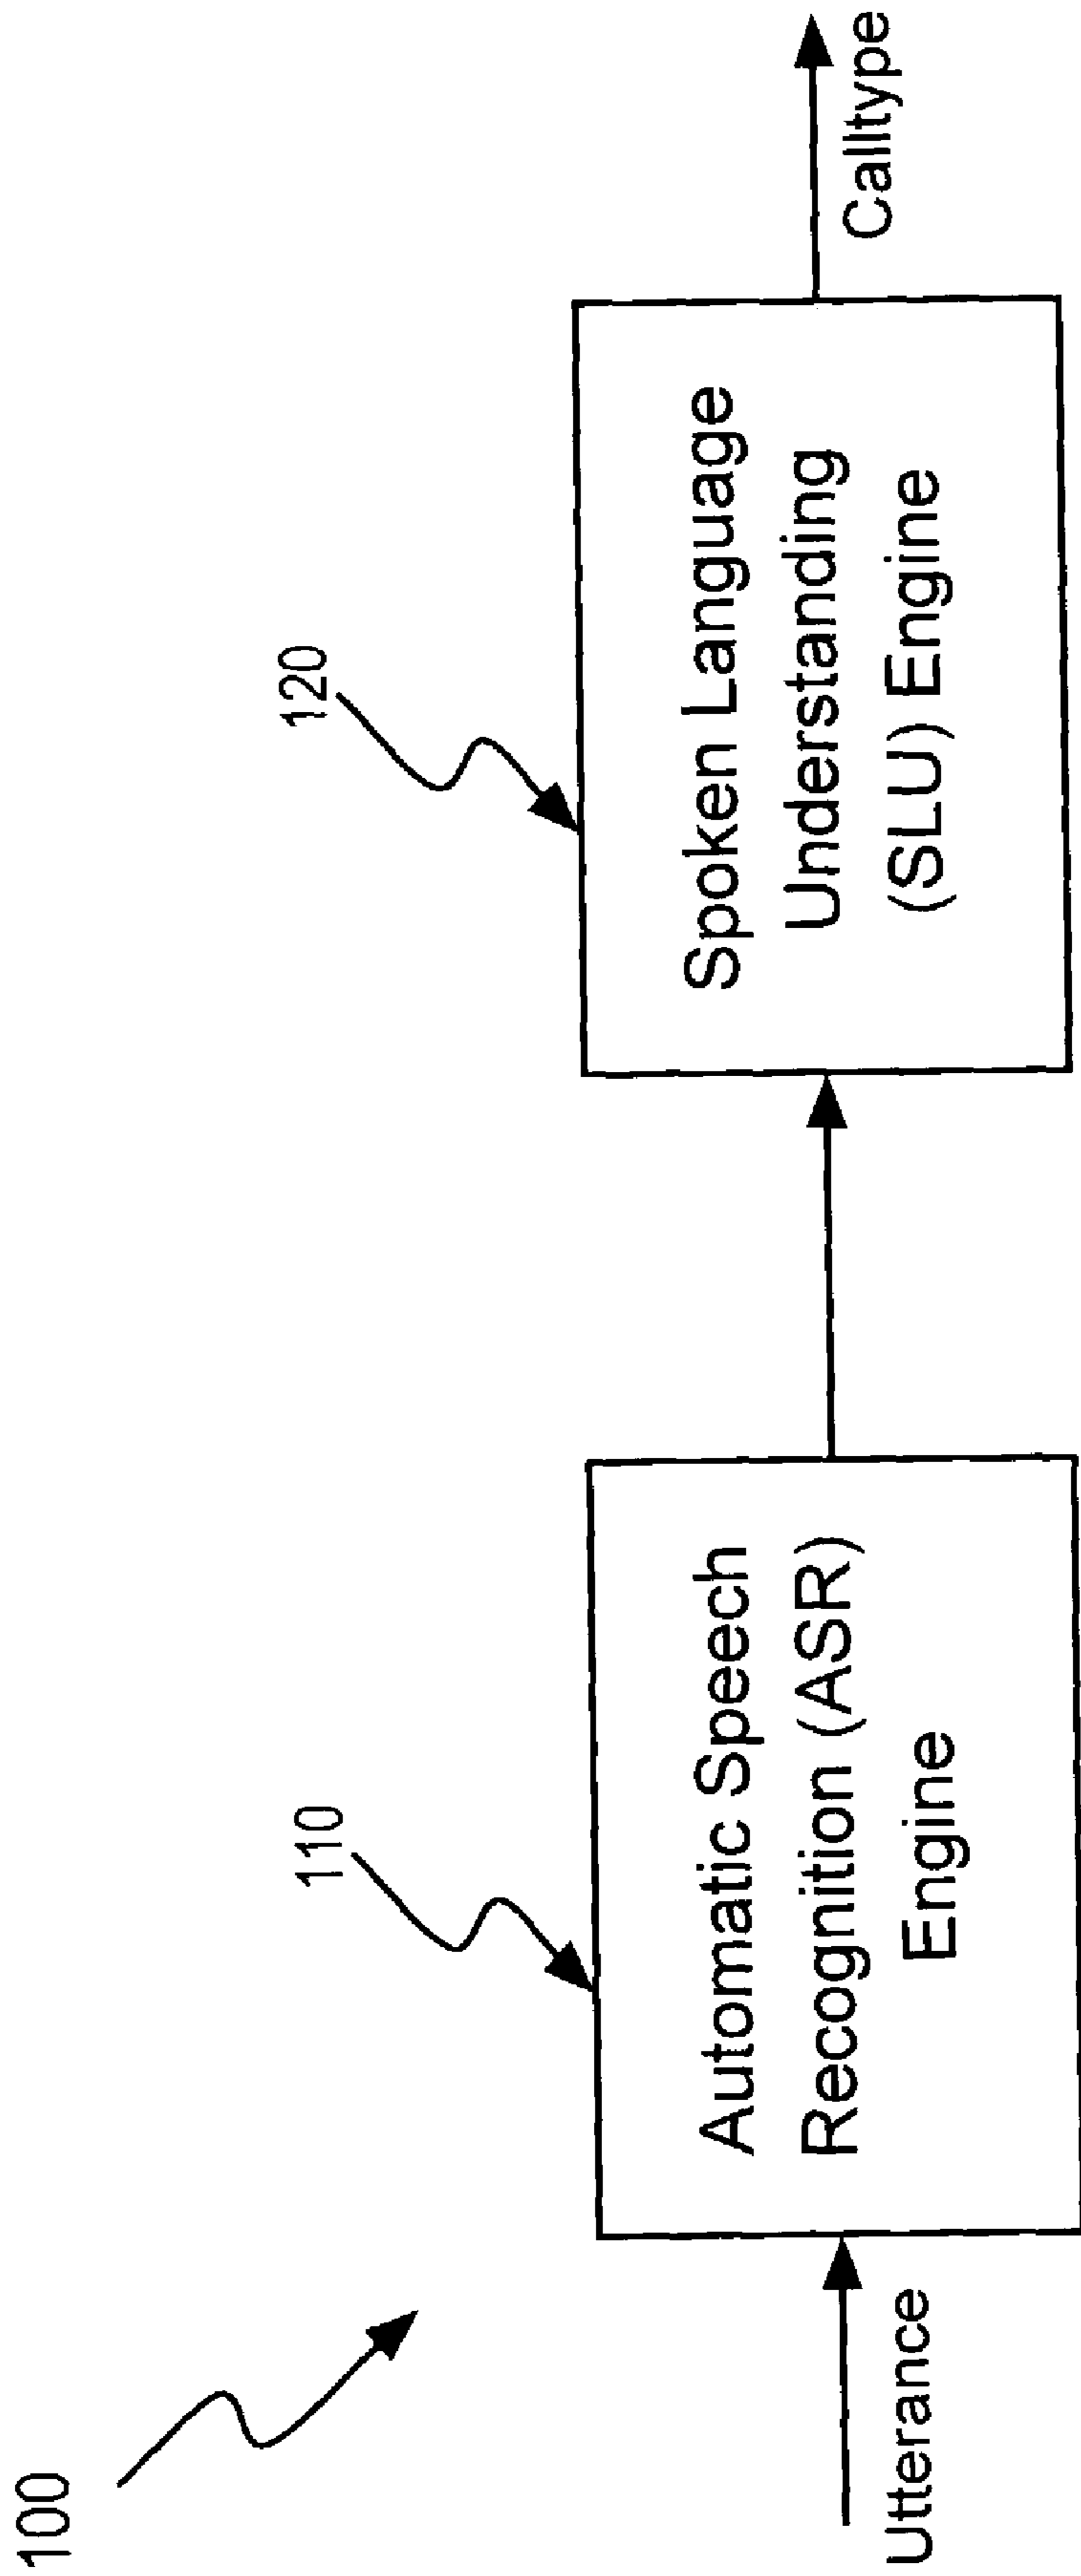 100
110
120
Utterance
Automatic Speech
Recognition (ASR)
Engine
Spoken Language
Understanding
(SLU) Engine
Calltype